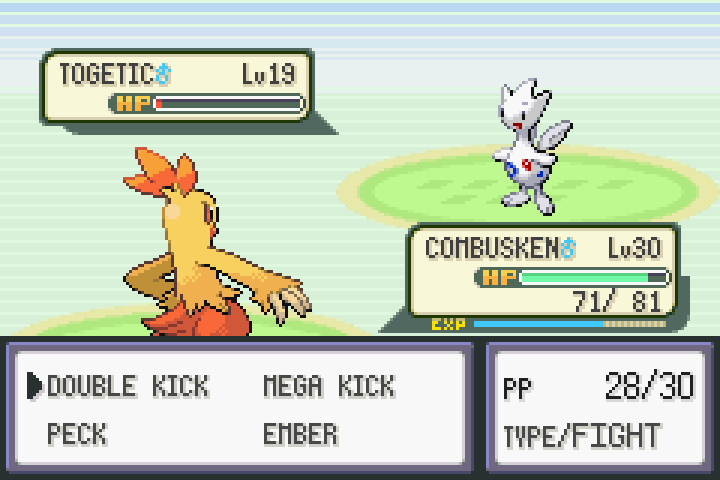 TOGETIC♂ Lv19
HP
COMBUSKEN♂ Lv30
HP
71/ 81
EXP
DOUBLE KICK MEGA KICK
PECK EMBER
PP 28/30
TYPE/FIGHT